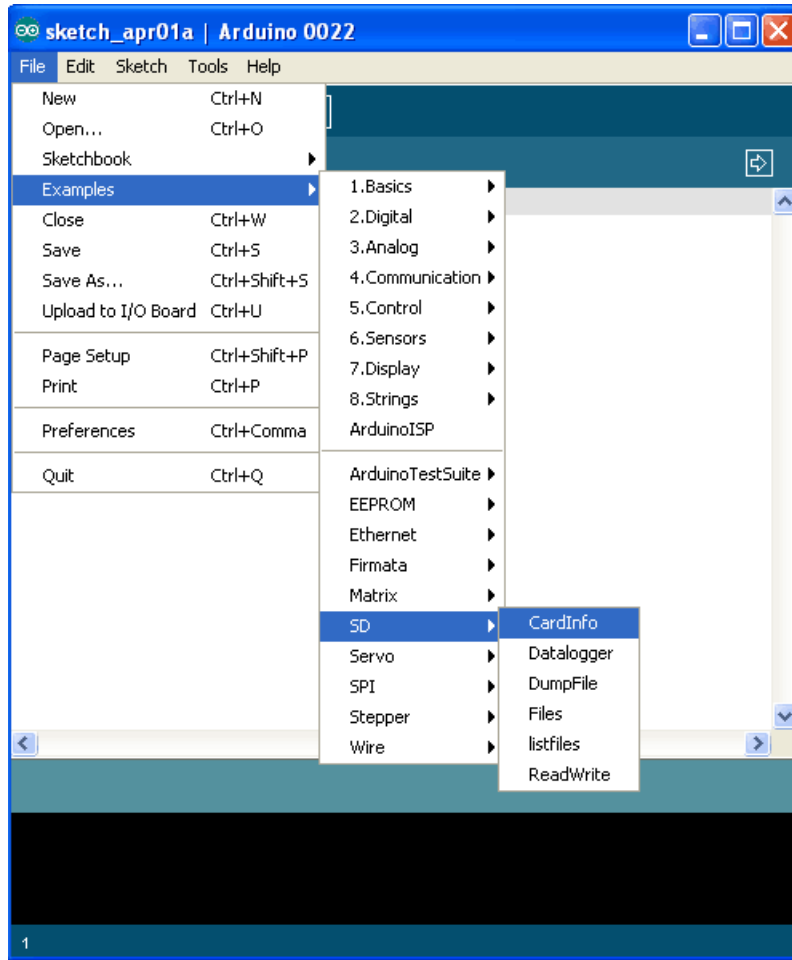 sketch_apr01a | Arduino 0022
File Edit Sketch Tools Help
New Ctrl+N
Open... Ctrl+O
Sketchbook
Examples
Close Ctrl+W
Save Ctrl+S
Save As... Ctrl+Shift+S
Upload to I/O Board Ctrl+U
Page Setup Ctrl+Shift+P
Print Ctrl+P
Preferences Ctrl+Comma
Quit Ctrl+Q
1.Basics
2.Digital
3.Analog
4.Communication
5.Control
6.Sensors
7.Display
8.Strings
ArduinoISP
ArduinoTestSuite
EEPROM
Ethernet
Firmata
Matrix
SD
Servo
SPI
Stepper
Wire
CardInfo
Datalogger
DumpFile
Files
listfiles
ReadWrite
1